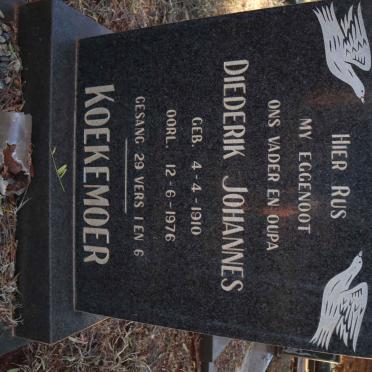 HIER RUS
MY EGGENOOT
ONS VADER EN OUPA
DIEDERIK JOHANNES
GEB. 4-4-1910
OORL. 12-6-1976
GESANG 29 VERS 1 EN 6
KOEKEMOER